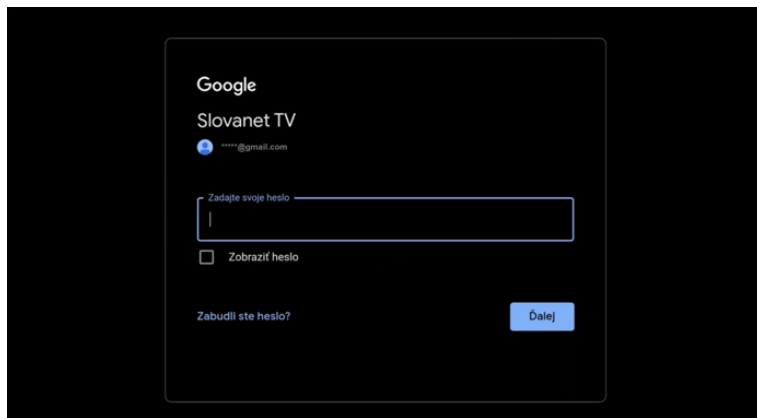 Google
Slovanet TV
*****@gmail.com
Zadajte svoje heslo
Zobraziť heslo
Zabudli ste heslo?
Ďalej